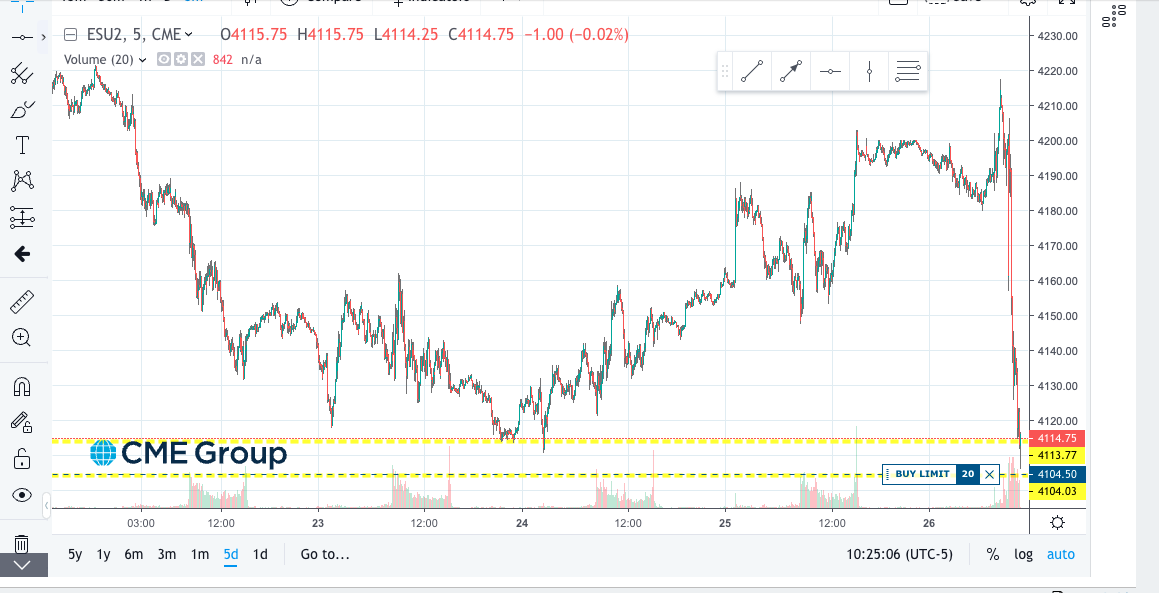 ESU2, 5, CME O4115.75 H4115.75 L4114.25 C4114.75 −1.00 (−0.02%)
Volume (20) 842 n/a
4230.00
4220.00
4210.00
4200.00
4190.00
4180.00
4170.00
4160.00
4150.00
4140.00
4130.00
4120.00
4114.75
4113.77
4104.50
4104.03
CME Group
BUY LIMIT 20
03:00 12:00 23 12:00 24 12:00 25 12:00 26
5y 1y 6m 3m 1m 5d 1d Go to... 10:25:06 (UTC-5) % log auto